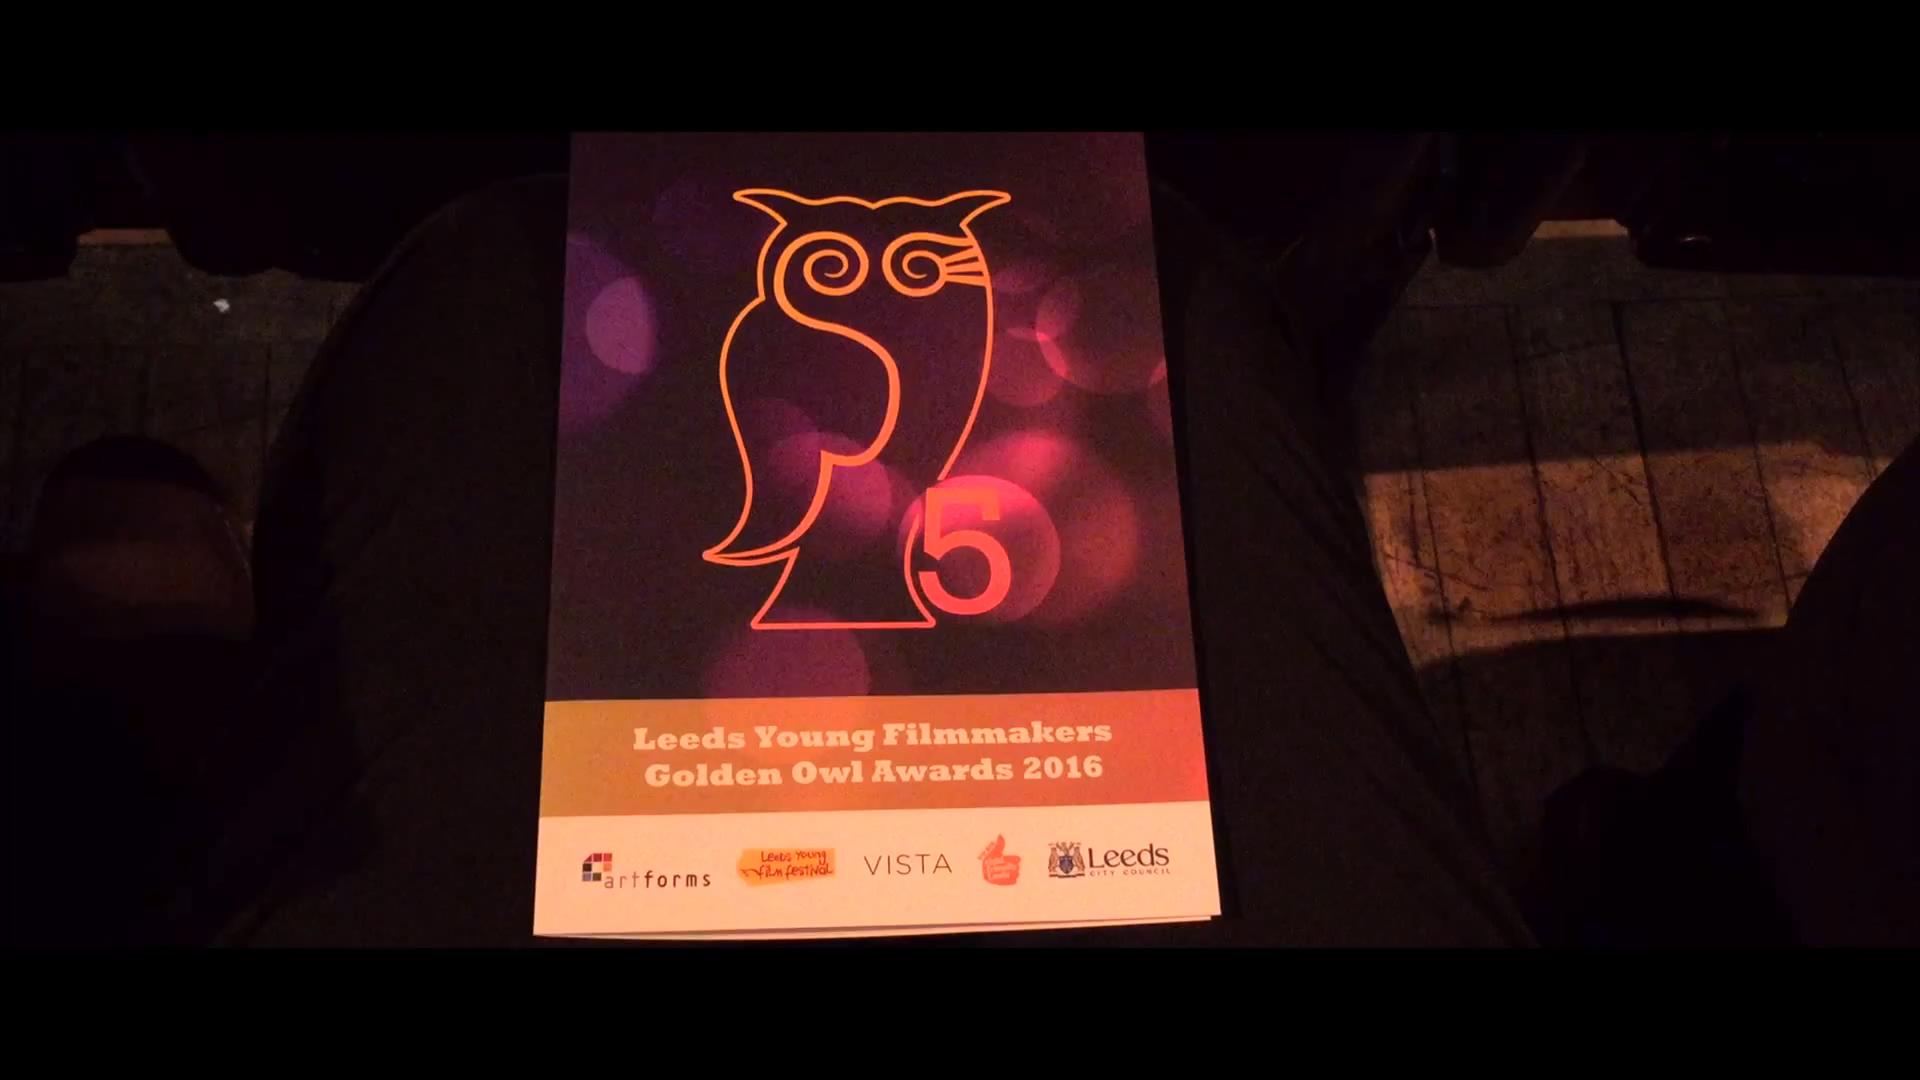 5
Leeds Young Filmmakers
Golden Owl Awards 2016
artforms
Leeds Young
Film Festival
VISTA
Leeds
CITY COUNCIL